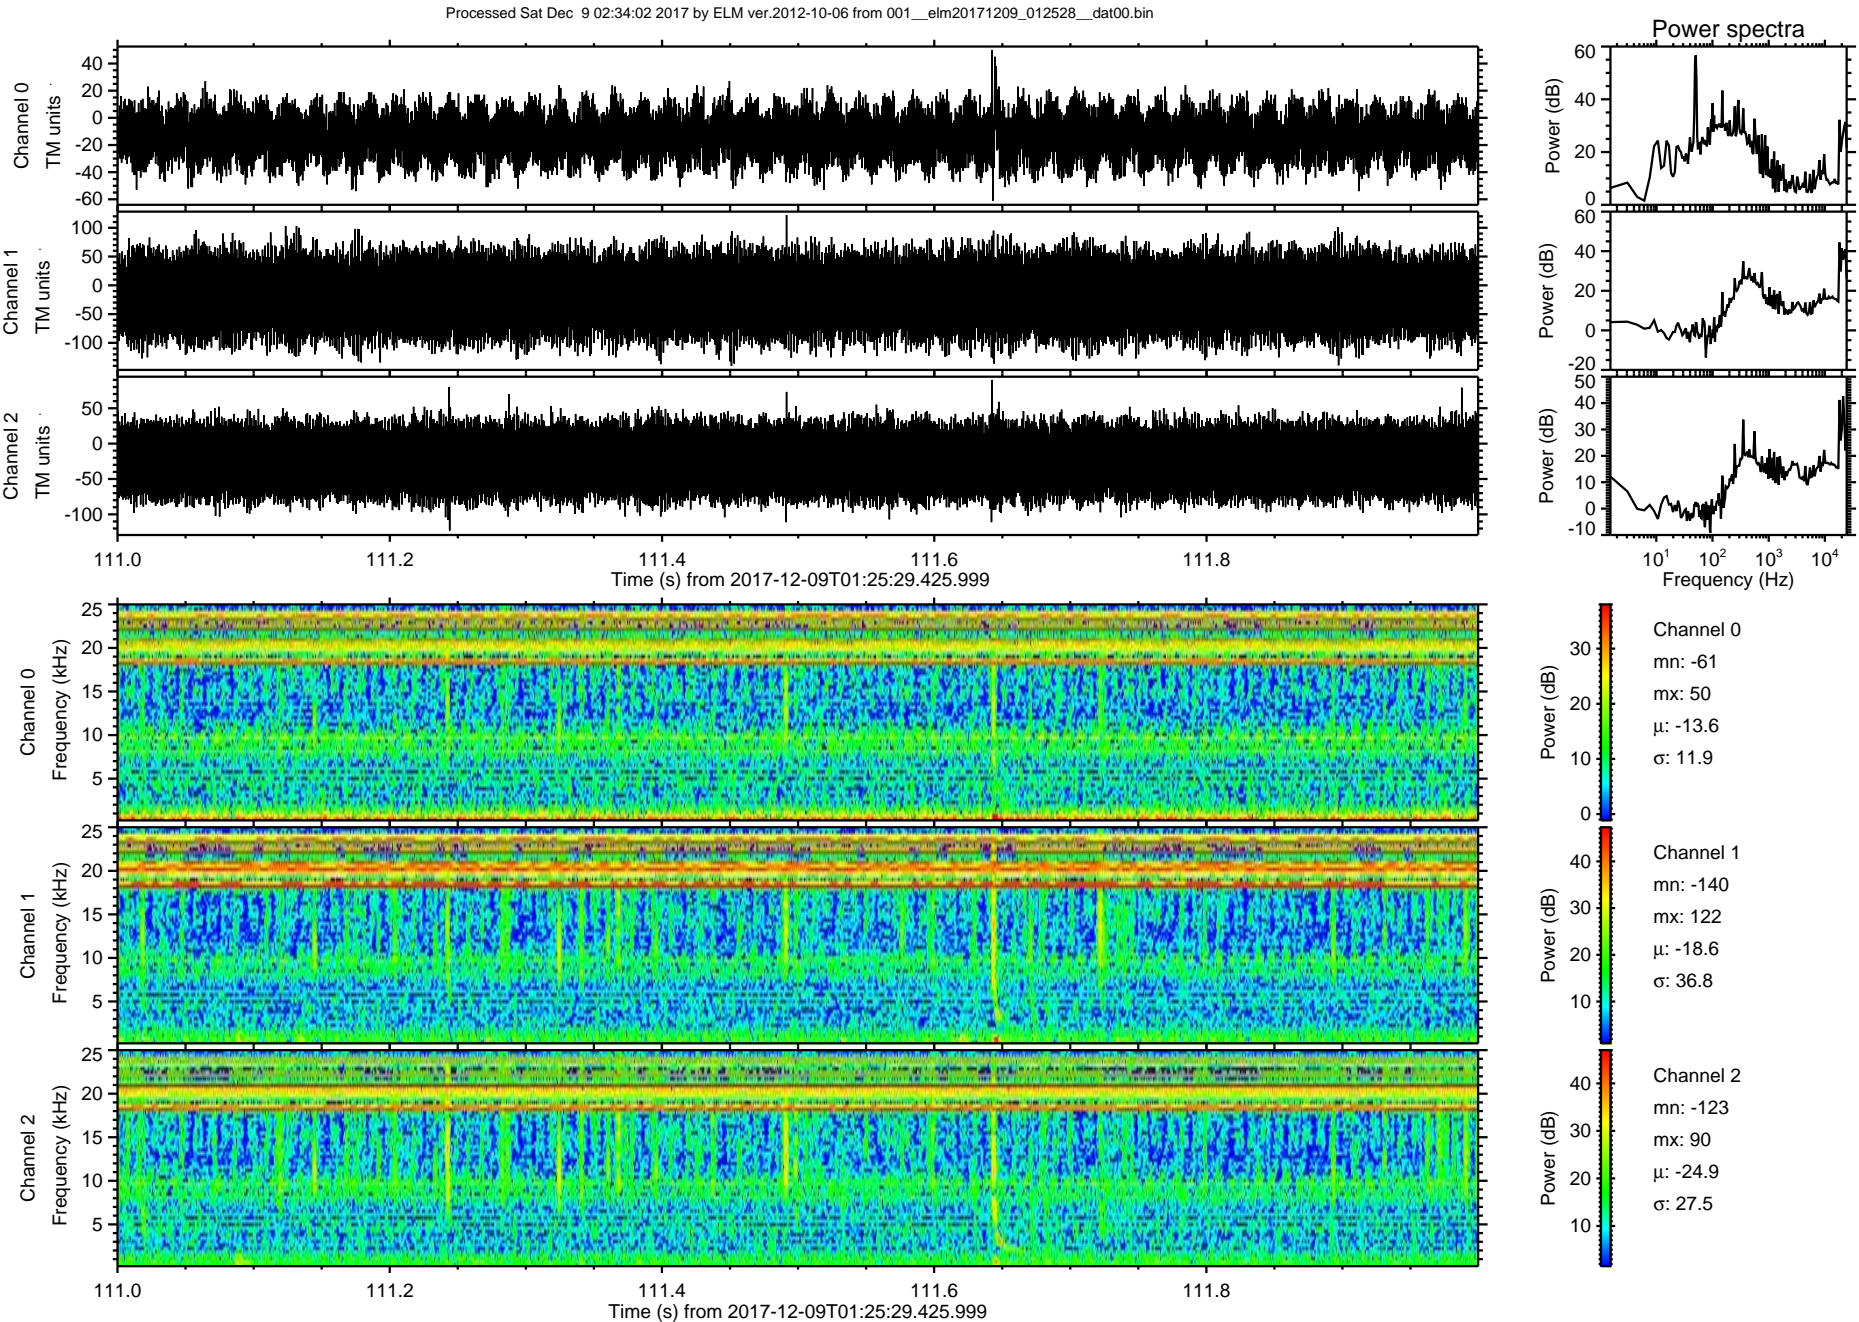 Processed Sat Dec 9 02:34:02 2017 by ELM ver.2012-10-06 from 001__elm20171209_012528__dat00.bin
Power spectra
Channel 0
TM units
40
20
0
-20
-40
-60
Power (dB)
60
40
20
0
Channel 1
TM units
100
50
0
-50
-100
Power (dB)
60
40
20
0
-20
Channel 2
TM units
50
0
-50
-100
Power (dB)
50
40
30
20
10
0
-10
111.0 111.2 111.4 111.6 111.8
Time (s) from 2017-12-09T01:25:29.425.999
10¹ 10² 10³ 10⁴
Frequency (Hz)
Channel 0
Frequency (kHz)
25
20
15
10
5
Power (dB)
30
20
10
0
Channel 0
mn: -61
mx: 50
μ: -13.6
σ: 11.9
Channel 1
Frequency (kHz)
25
20
15
10
5
Power (dB)
40
30
20
10
Channel 1
mn: -140
mx: 122
μ: -18.6
σ: 36.8
Channel 2
Frequency (kHz)
25
20
15
10
5
Power (dB)
40
30
20
10
Channel 2
mn: -123
mx: 90
μ: -24.9
σ: 27.5
111.0 111.2 111.4 111.6 111.8
Time (s) from 2017-12-09T01:25:29.425.999